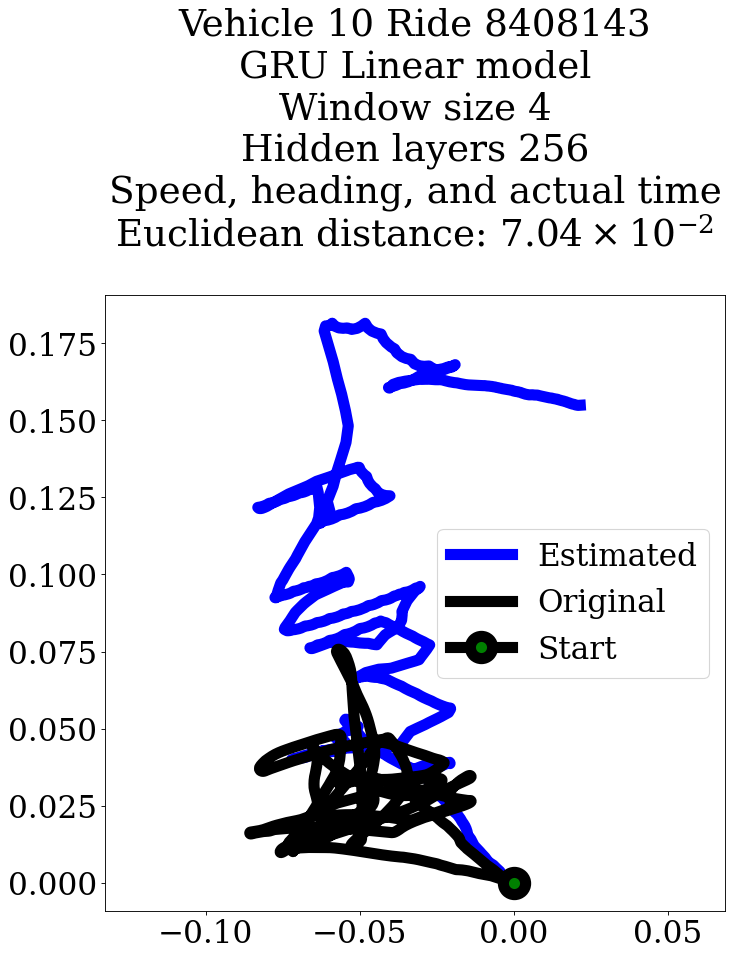 Vehicle 10 Ride 8408143
GRU Linear model
Window size 4
Hidden layers 256
Speed, heading, and actual time
Euclidean distance: 7.04 × 10⁻²
0.175
0.150
0.125
0.100
0.075
0.050
0.025
0.000
Estimated
Original
Start
−0.10 −0.05 0.00 0.05